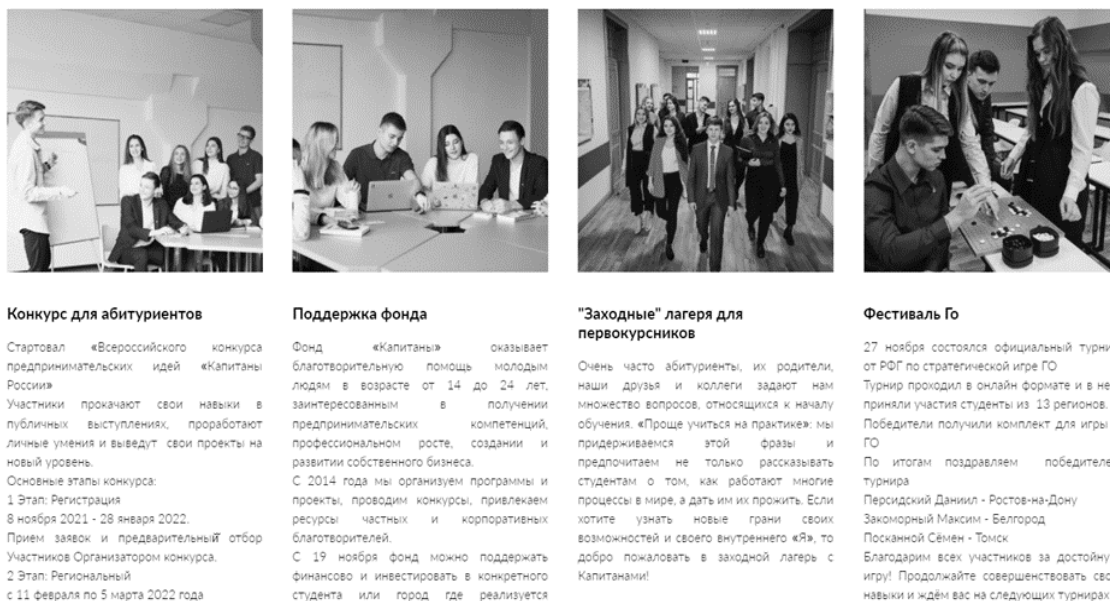 Конкурс для абитуриентов
Стартовал «Всероссийского конкурса
предпринимательских идей «Капитаны
России»
Участники прокачают свои навыки в
публичных выступлениях, проработают
личные умения и выведут свои проекты на
новый уровень.
Основные этапы конкурса:
1 Этап: Регистрация
8 ноября 2021 - 28 января 2022.
Прием заявок и предварительный отбор
Участников Организатором конкурса.
2 Этап: Региональный
с 11 февраля по 5 марта 2022 года
Поддержка фонда
Фонд «Капитаны» оказывает
благотворительную помощь молодым
людям в возрасте от 14 до 24 лет,
заинтересованным в получении
предпринимательских компетенций,
профессиональном росте, создании и
развитии собственного бизнеса.
С 2014 года мы организуем программы и
проекты, проводим конкурсы, привлекаем
ресурсы частных и корпоративных
благотворителей.
С 19 ноября фонд можно поддержать
финансово и инвестировать в конкретного
студента или город где реализуется
"Заходные" лагеря для
первокурсников
Очень часто абитуриенты, их родители,
наши друзья и коллеги задают нам
множество вопросов, относящихся к началу
обучения. «Проще учиться на практике»: мы
придерживаемся этой фразы и
предпочитаем не только рассказывать
студентам о том, как работают многие
процессы в мире, а дать им их прожить. Если
хотите узнать новые грани своих
возможностей и своего внутреннего «Я», то
добро пожаловать в заходной лагерь с
Капитанами!
Фестиваль Го
27 ноября состоялся официальный турни
от РФГ по стратегической игре ГО
Турнир проходил в онлайн формате и в не
приняли участия студенты из 13 регионов.
Победители получили комплект для игры
ГО
По итогам поздравляем победителе
турнира
Персидский Даниил - Ростов-на-Дону
Закоморный Максим - Белгород
Посканной Сёмен - Томск
Благодарим всех участников за достойну
игру! Продолжайте совершенствовать сво
навыки и ждём вас на следующих турнирах